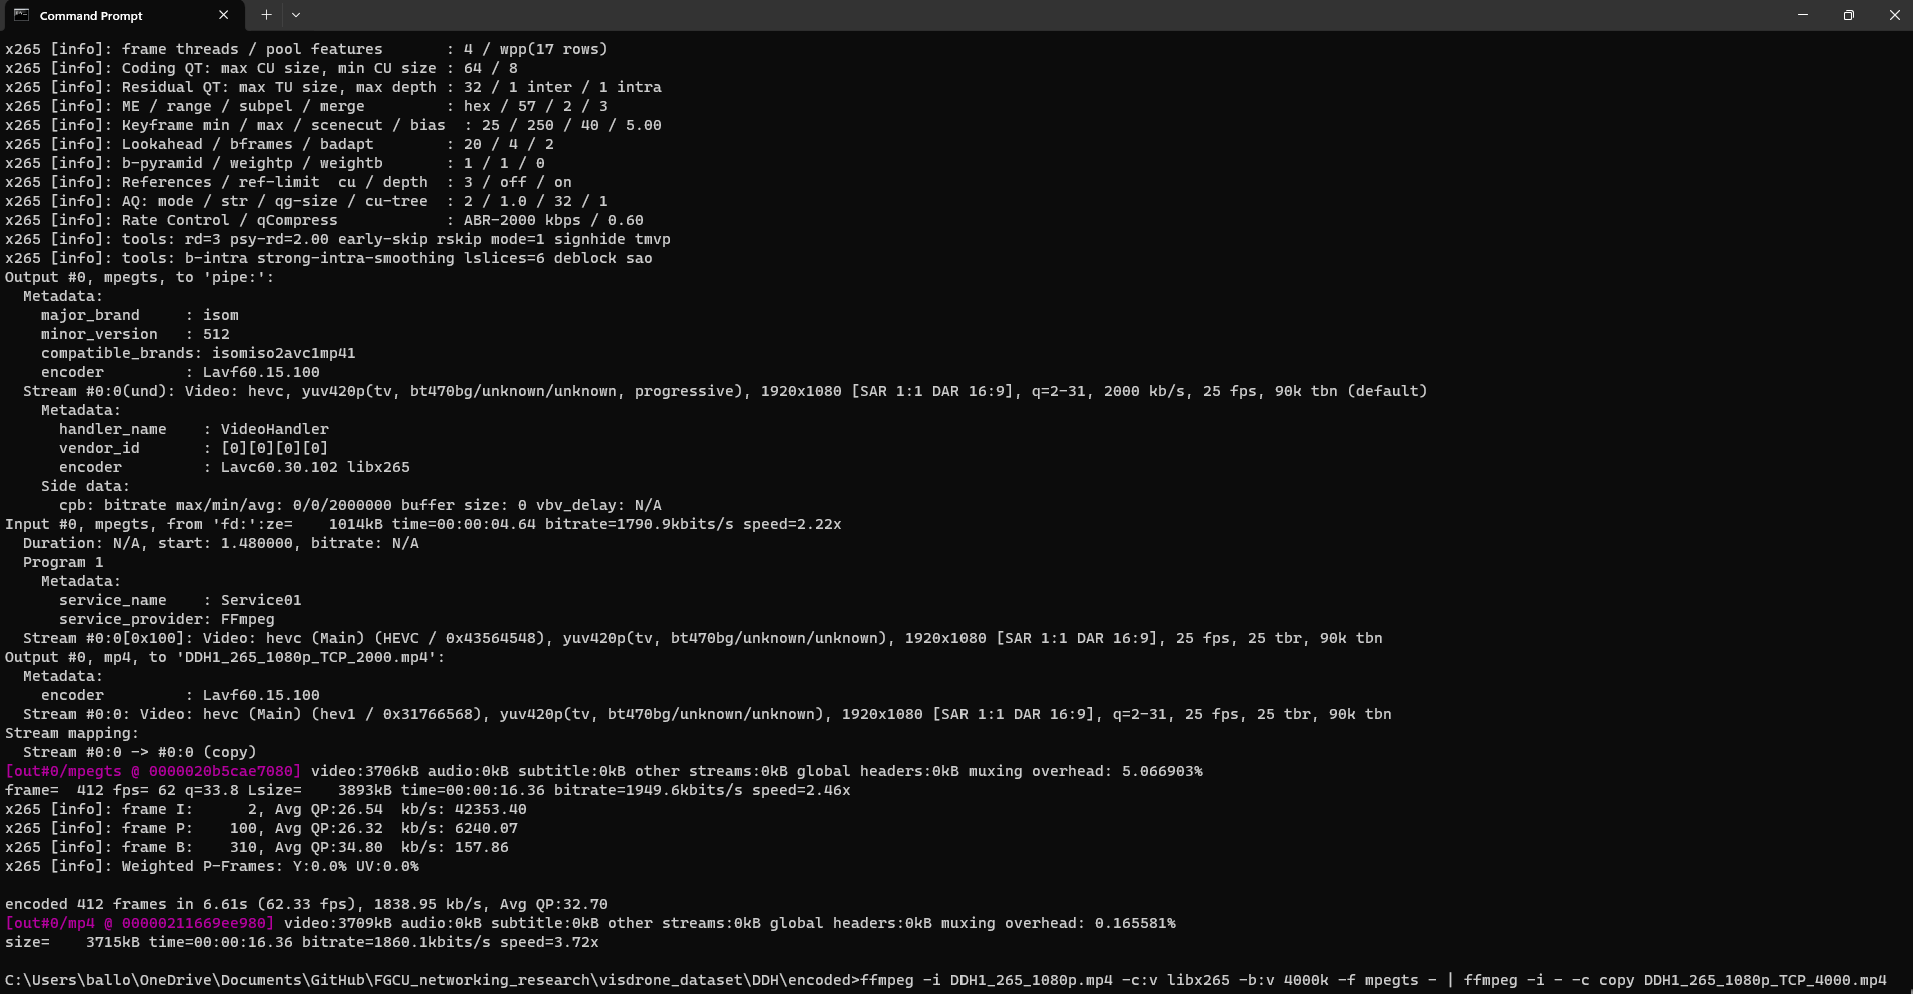 Command Prompt
x265 [info]: frame threads / pool features       : 4 / wpp(17 rows)
x265 [info]: Coding QT: max CU size, min CU size : 64 / 8
x265 [info]: Residual QT: max TU size, max depth : 32 / 1 inter / 1 intra
x265 [info]: ME / range / subpel / merge         : hex / 57 / 2 / 3
x265 [info]: Keyframe min / max / scenecut / bias  : 25 / 250 / 40 / 5.00
x265 [info]: Lookahead / bframes / badapt        : 20 / 4 / 2
x265 [info]: b-pyramid / weightp / weightb       : 1 / 1 / 0
x265 [info]: References / ref-limit  cu / depth  : 3 / off / on
x265 [info]: AQ: mode / str / qg-size / cu-tree  : 2 / 1.0 / 32 / 1
x265 [info]: Rate Control / qCompress            : ABR-2000 kbps / 0.60
x265 [info]: tools: rd=3 psy-rd=2.00 early-skip rskip mode=1 signhide tmvp
x265 [info]: tools: b-intra strong-intra-smoothing lslices=6 deblock sao
Output #0, mpegts, to 'pipe:':
  Metadata:
    major_brand     : isom
    minor_version   : 512
    compatible_brands: isomiso2avc1mp41
    encoder         : Lavf60.15.100
  Stream #0:0(und): Video: hevc, yuv420p(tv, bt470bg/unknown/unknown, progressive), 1920x1080 [SAR 1:1 DAR 16:9], q=2-31, 2000 kb/s, 25 fps, 90k tbn (default)
    Metadata:
      handler_name    : VideoHandler
      vendor_id       : [0][0][0][0]
      encoder         : Lavc60.30.102 libx265
    Side data:
      cpb: bitrate max/min/avg: 0/0/2000000 buffer size: 0 vbv_delay: N/A
Input #0, mpegts, from 'fd:':ze=    1014kB time=00:00:04.64 bitrate=1790.9kbits/s speed=2.22x
  Duration: N/A, start: 1.480000, bitrate: N/A
  Program 1
    Metadata:
      service_name    : Service01
      service_provider: FFmpeg
  Stream #0:0[0x100]: Video: hevc (Main) (HEVC / 0x43564548), yuv420p(tv, bt470bg/unknown/unknown), 1920x1080 [SAR 1:1 DAR 16:9], 25 fps, 25 tbr, 90k tbn
Output #0, mp4, to 'DDH1_265_1080p_TCP_2000.mp4':
  Metadata:
    encoder         : Lavf60.15.100
  Stream #0:0: Video: hevc (Main) (hev1 / 0x31766568), yuv420p(tv, bt470bg/unknown/unknown), 1920x1080 [SAR 1:1 DAR 16:9], q=2-31, 25 fps, 25 tbr, 90k tbn
Stream mapping:
  Stream #0:0 -> #0:0 (copy)
[out#0/mpegts @ 0000020b5cae7080] video:3706kB audio:0kB subtitle:0kB other streams:0kB global headers:0kB muxing overhead: 5.066903%
frame=  412 fps= 62 q=33.8 Lsize=    3893kB time=00:00:16.36 bitrate=1949.6kbits/s speed=2.46x
x265 [info]: frame I:      2, Avg QP:26.54  kb/s: 42353.40
x265 [info]: frame P:    100, Avg QP:26.32  kb/s: 6240.07
x265 [info]: frame B:    310, Avg QP:34.80  kb/s: 157.86
x265 [info]: Weighted P-Frames: Y:0.0% UV:0.0%

encoded 412 frames in 6.61s (62.33 fps), 1838.95 kb/s, Avg QP:32.70
[out#0/mp4 @ 00000211669ee980] video:3709kB audio:0kB subtitle:0kB other streams:0kB global headers:0kB muxing overhead: 0.165581%
size=    3715kB time=00:00:16.36 bitrate=1860.1kbits/s speed=3.72x

C:\Users\ballo\OneDrive\Documents\GitHub\FGCU_networking_research\visdrone_dataset\DDH\encoded>ffmpeg -i DDH1_265_1080p.mp4 -c:v libx265 -b:v 4000k -f mpegts - | ffmpeg -i - -c copy DDH1_265_1080p_TCP_4000.mp4